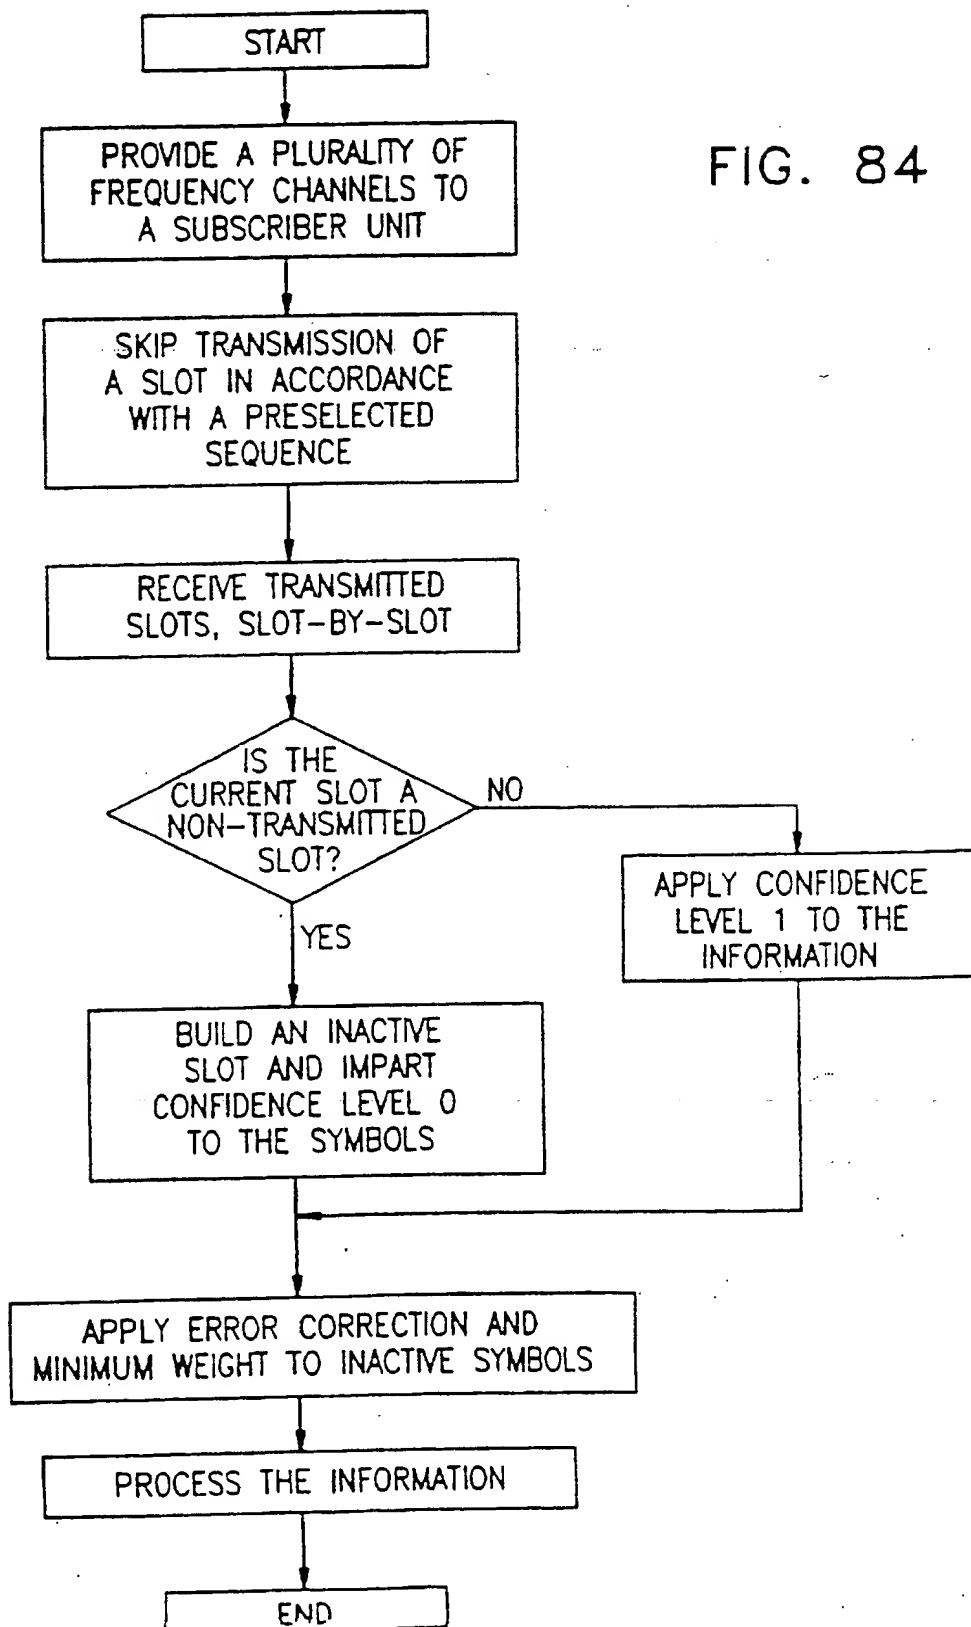 START
FIG. 84
PROVIDE A PLURALITY OF
FREQUENCY CHANNELS TO
A SUBSCRIBER UNIT
SKIP TRANSMISSION OF
A SLOT IN ACCORDANCE
WITH A PRESELECTED
SEQUENCE
RECEIVE TRANSMITTED
SLOTS, SLOT-BY-SLOT
IS THE
CURRENT SLOT A
NON-TRANSMITTED
SLOT?
NO
APPLY CONFIDENCE
LEVEL 1 TO THE
INFORMATION
YES
BUILD AN INACTIVE
SLOT AND IMPART
CONFIDENCE LEVEL 0
TO THE SYMBOLS
APPLY ERROR CORRECTION AND
MINIMUM WEIGHT TO INACTIVE SYMBOLS
PROCESS THE INFORMATION
END